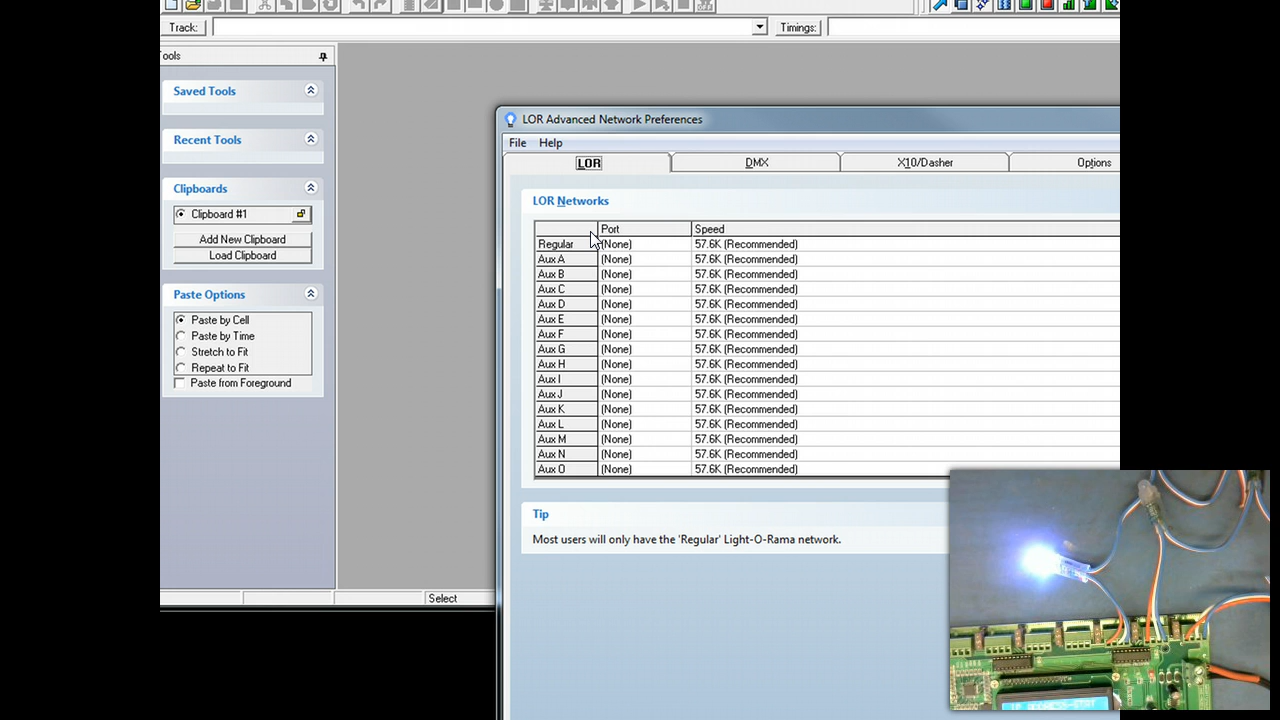 Track:
Timings:
ools
Saved Tools
Recent Tools
Clipboards
Clipboard #1
Add New Clipboard
Load Clipboard
Paste Options
Paste by Cell
Paste by Time
Stretch to Fit
Repeat to Fit
Paste from Foreground
Select
LOR Advanced Network Preferences
File Help
LOR DMX X10/Dasher Options
LOR Networks
Port Speed
Regular (None) 57.6K (Recommended)
Aux A (None) 57.6K (Recommended)
Aux B (None) 57.6K (Recommended)
Aux C (None) 57.6K (Recommended)
Aux D (None) 57.6K (Recommended)
Aux E (None) 57.6K (Recommended)
Aux F (None) 57.6K (Recommended)
Aux G (None) 57.6K (Recommended)
Aux H (None) 57.6K (Recommended)
Aux I (None) 57.6K (Recommended)
Aux J (None) 57.6K (Recommended)
Aux K (None) 57.6K (Recommended)
Aux L (None) 57.6K (Recommended)
Aux M (None) 57.6K (Recommended)
Aux N (None) 57.6K (Recommended)
Aux O (None) 57.6K (Recommended)
Tip
Most users will only have the 'Regular' Light-O-Rama network.